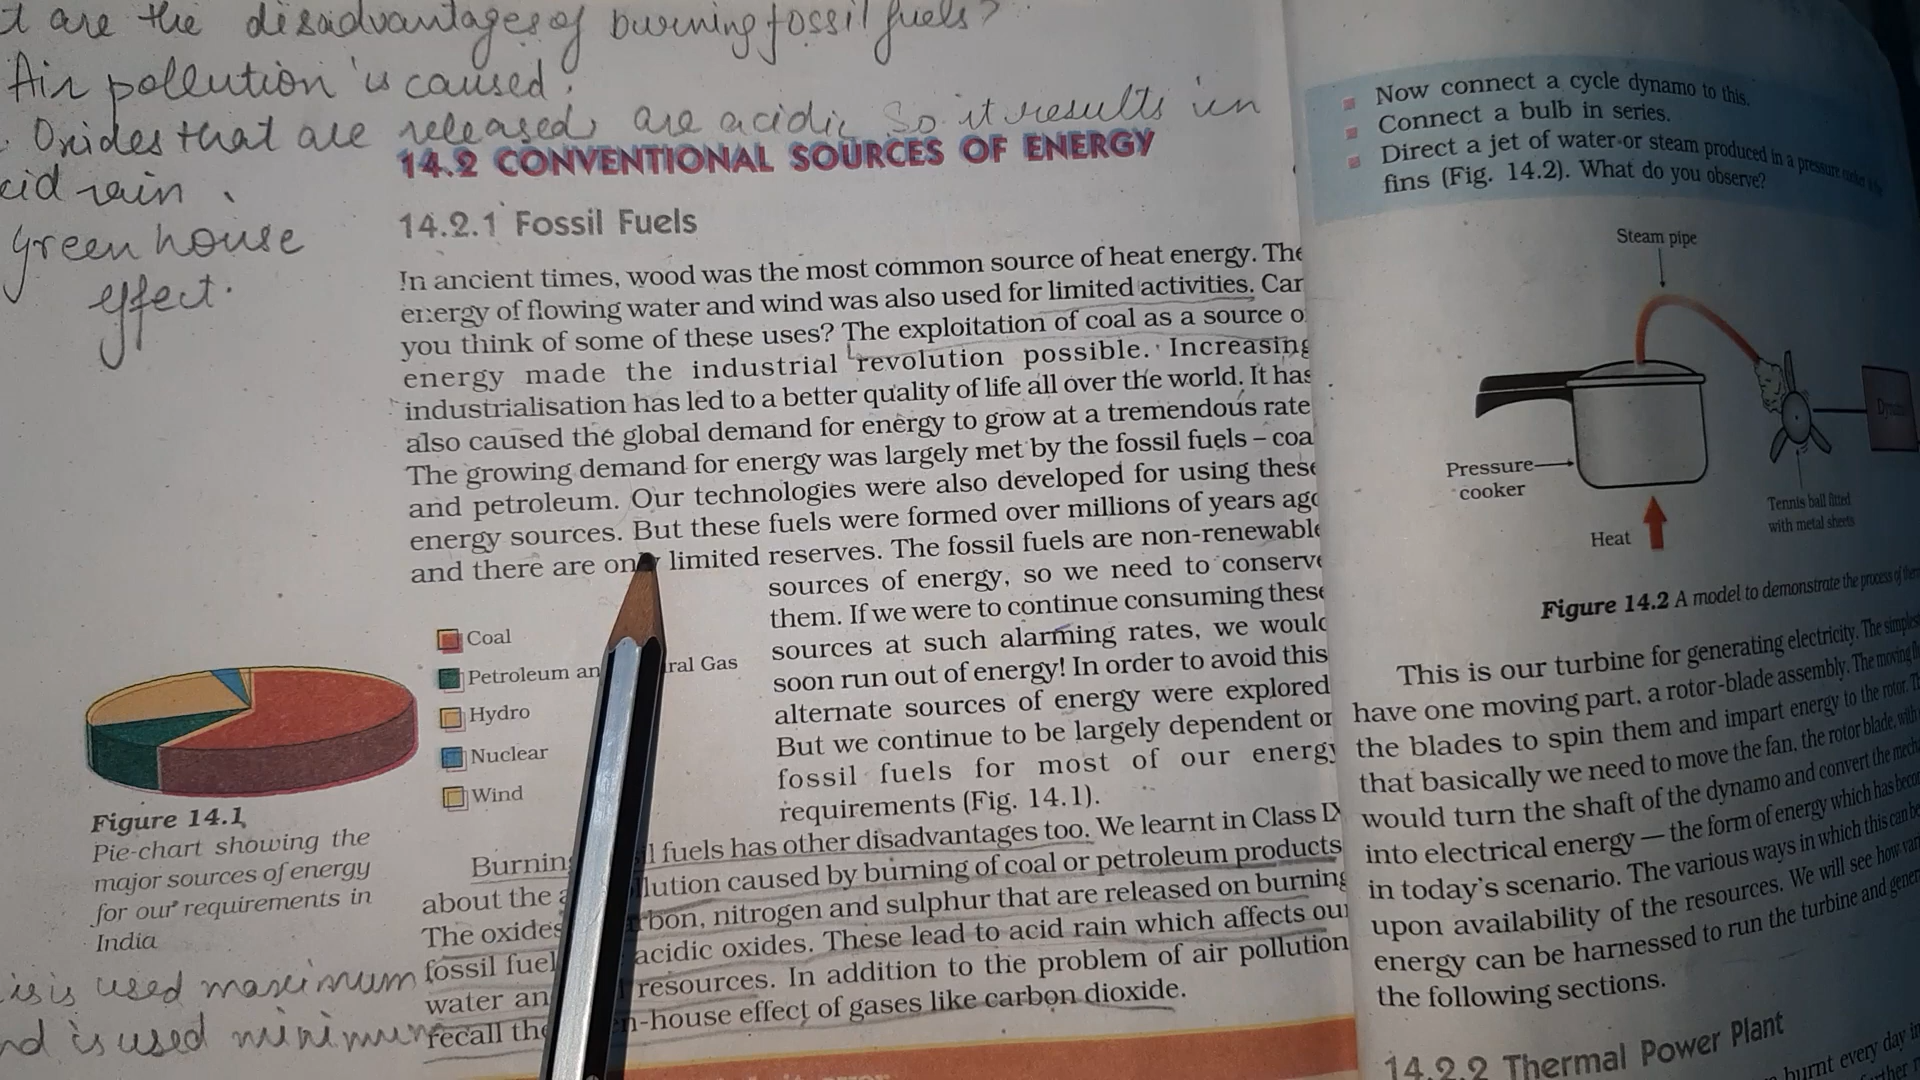 are the disadvantages of burning fossil fuels?
Air pollution is caused.
Oxides that are released, are acidic so it results in
rain.
Green house
effect.
14.2 CONVENTIONAL SOURCES OF ENERGY
14.2.1 Fossil Fuels
In ancient times, wood was the most common source of heat energy. The
energy of flowing water and wind was also used for limited activities. Can
you think of some of these uses? The exploitation of coal as a source
energy made the industrial revolution possible. Increasing
industrialisation has led to a better quality of life all over the world. It has
also caused the global demand for energy to grow at a tremendous rate
The growing demand for energy was largely met by the fossil fuels – coa
and petroleum. Our technologies were also developed for using these
energy sources. But these fuels were formed over millions of years ago
and there are only limited reserves. The fossil fuels are non-renewable
sources of energy, so we need to conserve
them. If we were to continue consuming these
sources at such alarming rates, we would
soon run out of energy! In order to avoid this
alternate sources of energy were explored
But we continue to be largely dependent on
fossil fuels for most of our energy
requirements (Fig. 14.1).
Coal
Petroleum an ral Gas
Hydro
Nuclear
Wind
Figure 14.1
Pie-chart showing the
major sources of energy
for our requirements in
India
is used maximum
is used minimum
Burning l fuels has other disadvantages too. We learnt in Class IX
about the a lution caused by burning of coal or petroleum products
The oxides rbon, nitrogen and sulphur that are released on burning
fossil fuel acidic oxides. These lead to acid rain which affects our
water an resources. In addition to the problem of air pollution
recall the n-house effect of gases like carbon dioxide.
Now connect a cycle dynamo to this.
Connect a bulb in series.
Direct a jet of water or steam produced in a pressure
fins (Fig. 14.2). What do you observe?
Steam pipe
Pressure
cooker
Heat
Tennis ball fitted
with metal sheets
Figure 14.2 A model to demonstrate the process of
This is our turbine for generating electricity. The simplest
have one moving part, a rotor-blade assembly. The moving
the blades to spin them and impart energy to the rotor.
that basically we need to move the fan, the rotor blade, with
would turn the shaft of the dynamo and convert the
into electrical energy — the form of energy which has
in today's scenario. The various ways in which this can be
upon availability of the resources. We will see how
energy can be harnessed to run the turbine and
the following sections.
14.2.2 Thermal Power Plant
burnt every day in